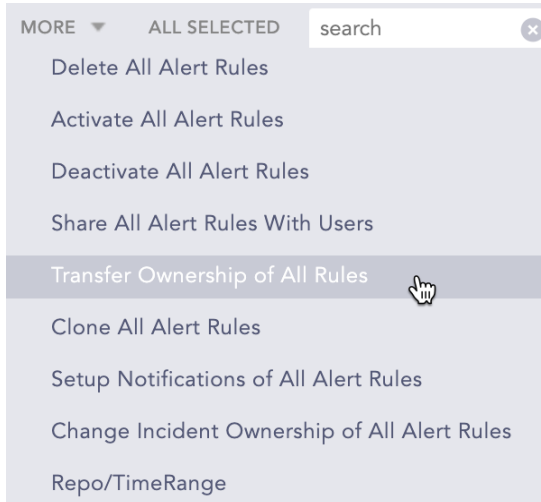 MORE ALL SELECTED search
Delete All Alert Rules
Activate All Alert Rules
Deactivate All Alert Rules
Share All Alert Rules With Users
Transfer Ownership of All Rules
Clone All Alert Rules
Setup Notifications of All Alert Rules
Change Incident Ownership of All Alert Rules
Repo/TimeRange